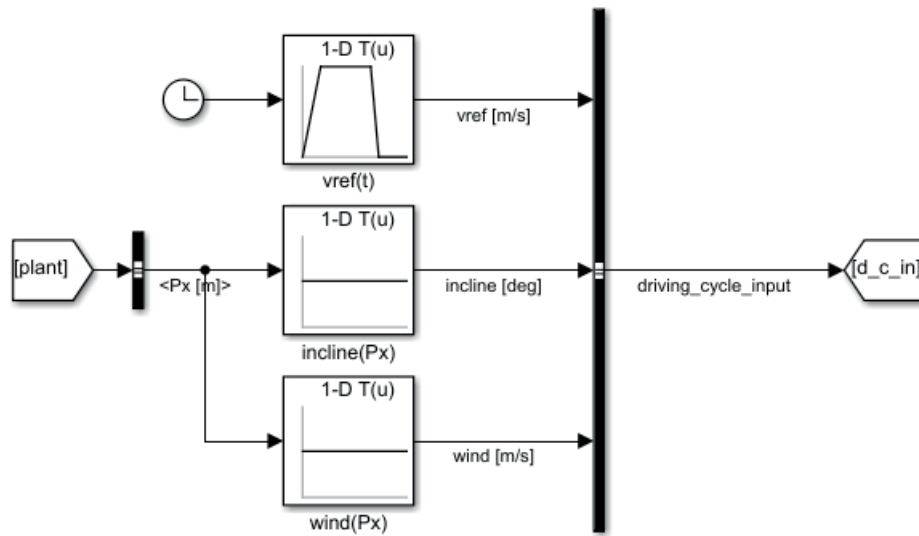 1-D T(u)
vref [m/s]
vref(t)
1-D T(u)
[plant]
[d_c_in]
<Px [m]>
incline [deg]
driving_cycle_input
incline(Px)
1-D T(u)
wind [m/s]
wind(Px)